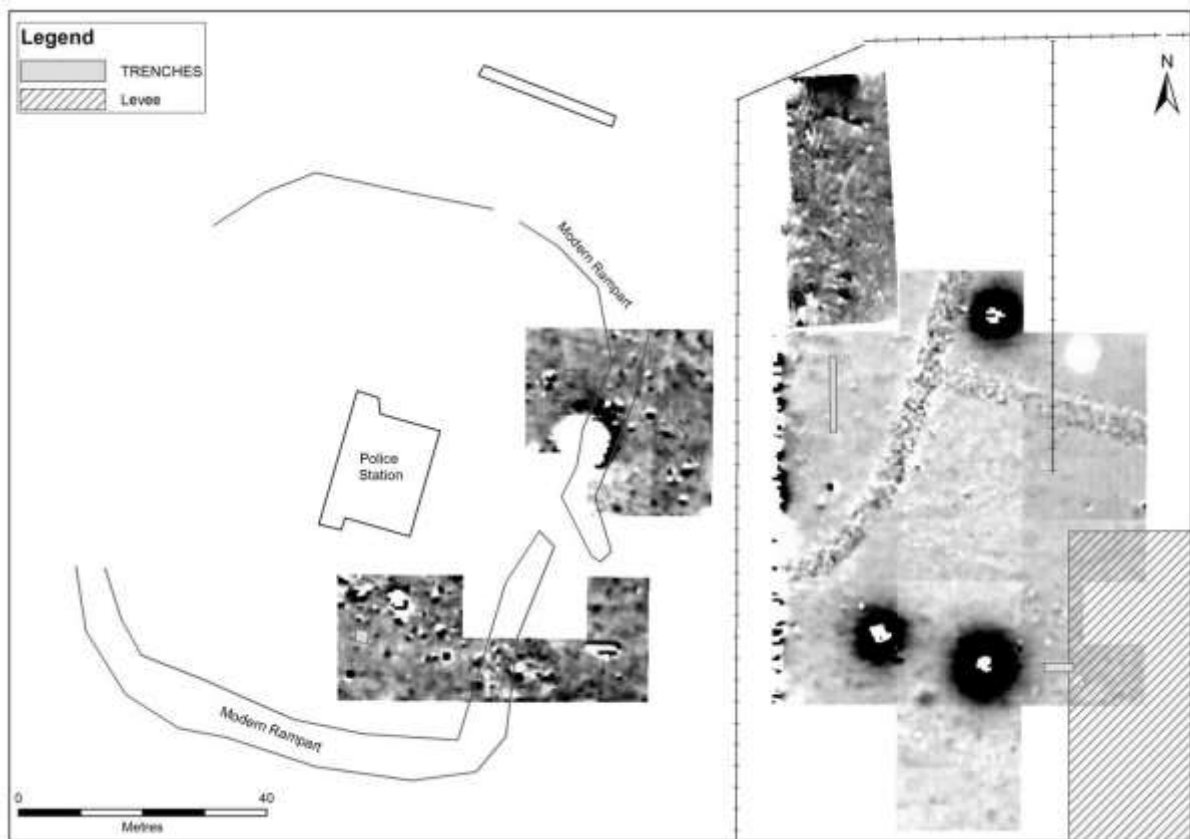 Legend
TRENCHES
Levee
N
Modern Rampart
Police
Station
Modern Rampart
0 40
Metres